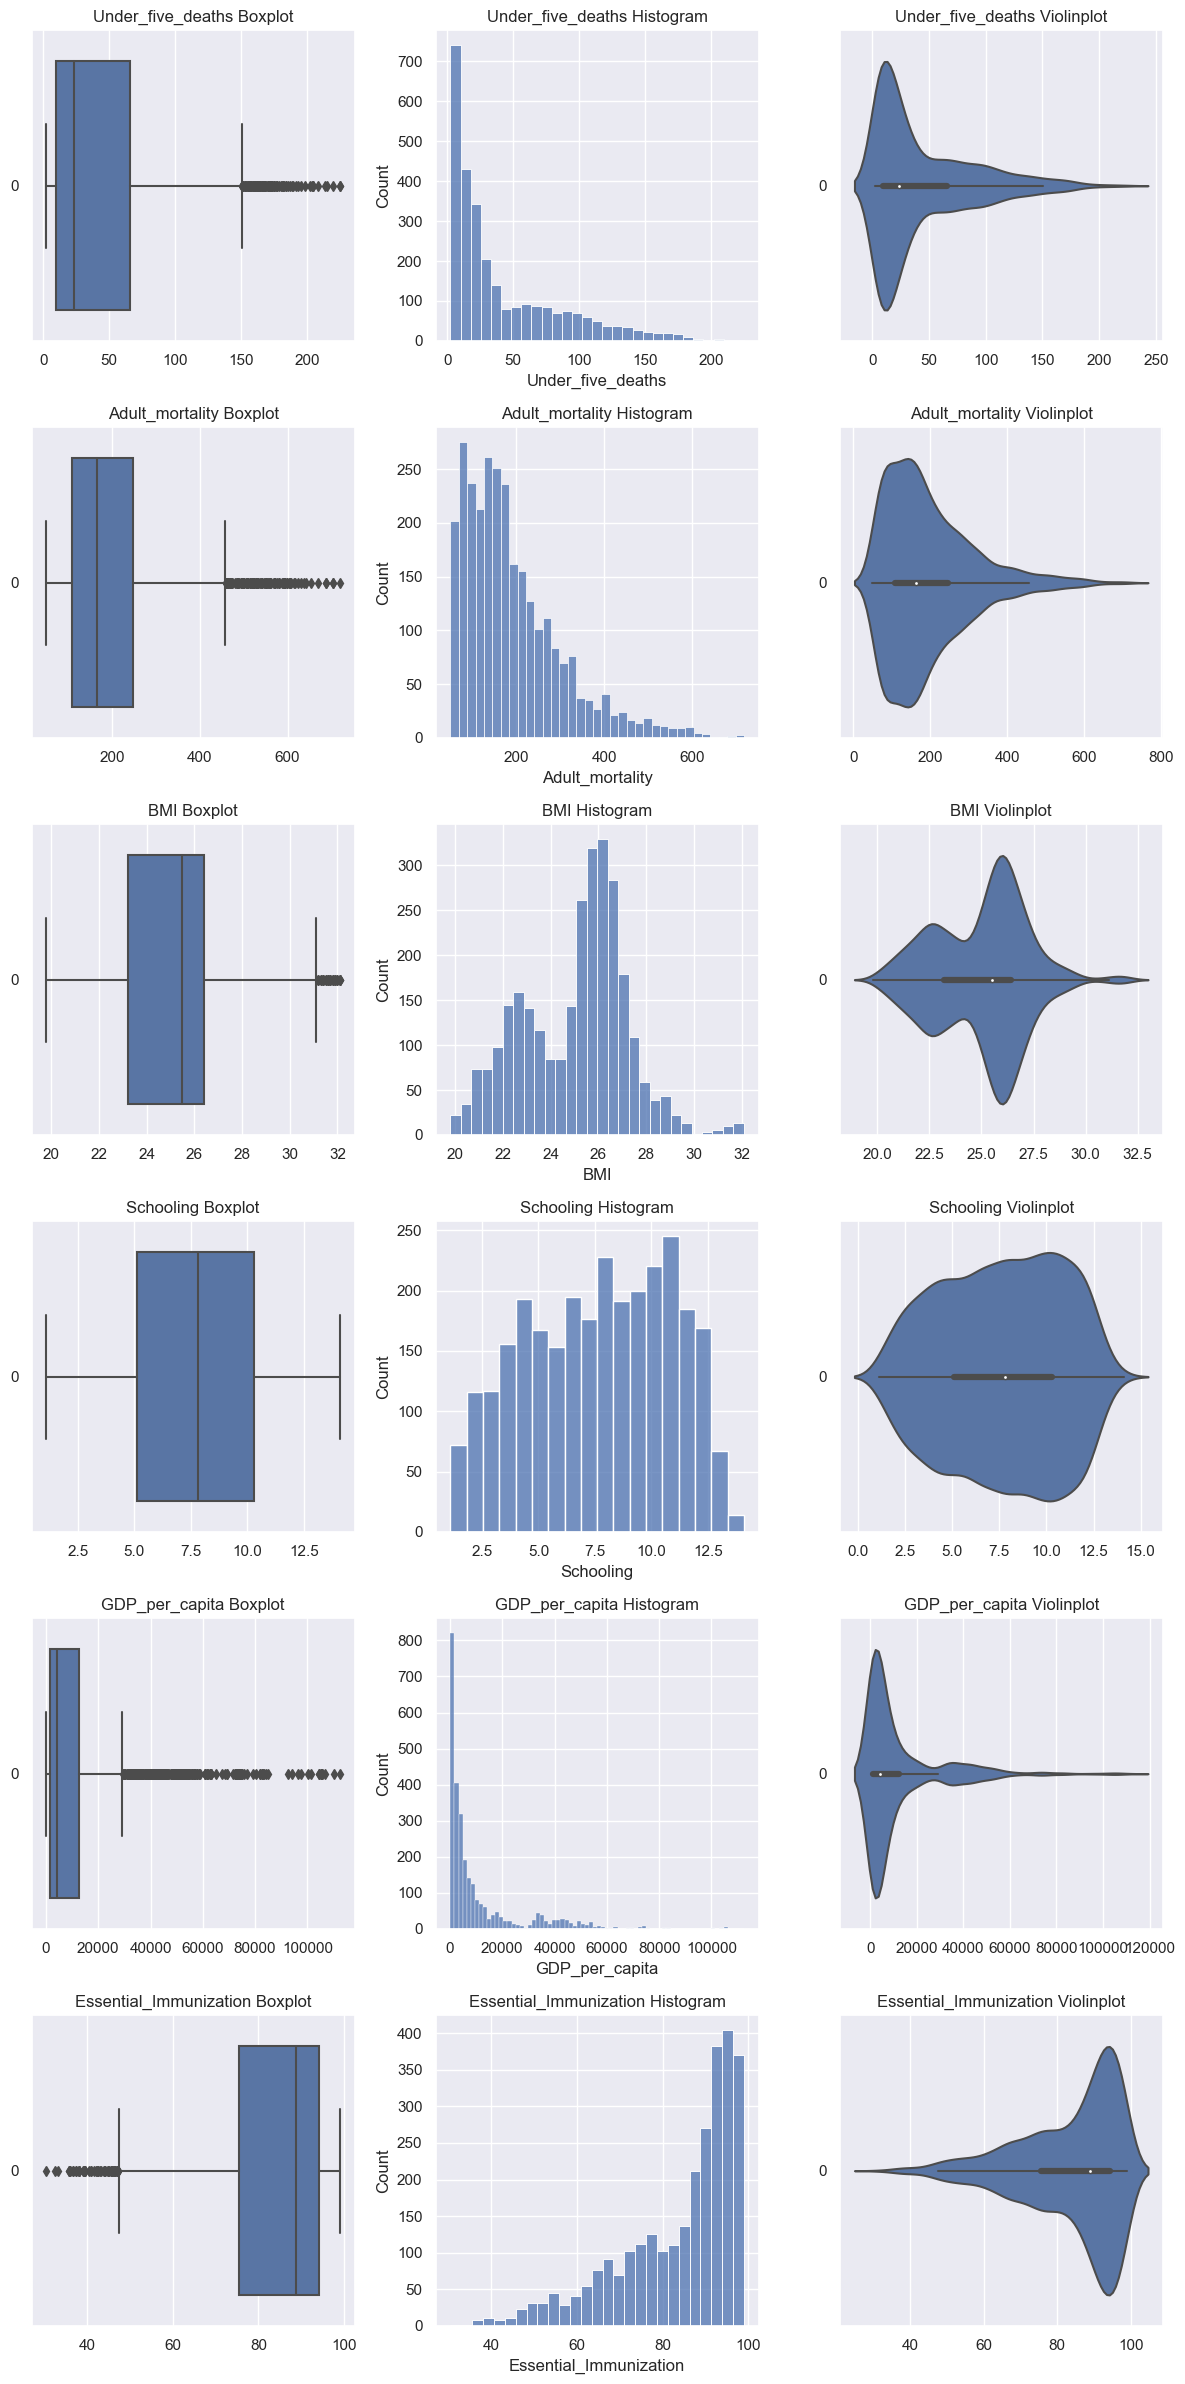 Under_five_deaths Boxplot
0
0 50 100 150 200
Under_five_deaths Histogram
Count
700
600
500
400
300
200
100
0
0 50 100 150 200
Under_five_deaths
Under_five_deaths Violinplot
0
0 50 100 150 200 250
Adult_mortality Boxplot
0
200 400 600
Adult_mortality Histogram
Count
250
200
150
100
50
0
200 400 600
Adult_mortality
Adult_mortality Violinplot
0
0 200 400 600 800
BMI Boxplot
0
20 22 24 26 28 30 32
BMI Histogram
Count
300
250
200
150
100
50
0
20 22 24 26 28 30 32
BMI
BMI Violinplot
0
20.0 22.5 25.0 27.5 30.0 32.5
Schooling Boxplot
0
2.5 5.0 7.5 10.0 12.5
Schooling Histogram
Count
250
200
150
100
50
0
2.5 5.0 7.5 10.0 12.5
Schooling
Schooling Violinplot
0
0.0 2.5 5.0 7.5 10.0 12.5 15.0
GDP_per_capita Boxplot
0
0 20000 40000 60000 80000 100000
GDP_per_capita Histogram
Count
800
700
600
500
400
300
200
100
0
0 20000 40000 60000 80000 100000
GDP_per_capita
GDP_per_capita Violinplot
0
0 20000 40000 60000 80000 100000 120000
Essential_Immunization Boxplot
0
40 60 80 100
Essential_Immunization Histogram
Count
400
350
300
250
200
150
100
50
0
40 60 80 100
Essential_Immunization
Essential_Immunization Violinplot
0
40 60 80 100